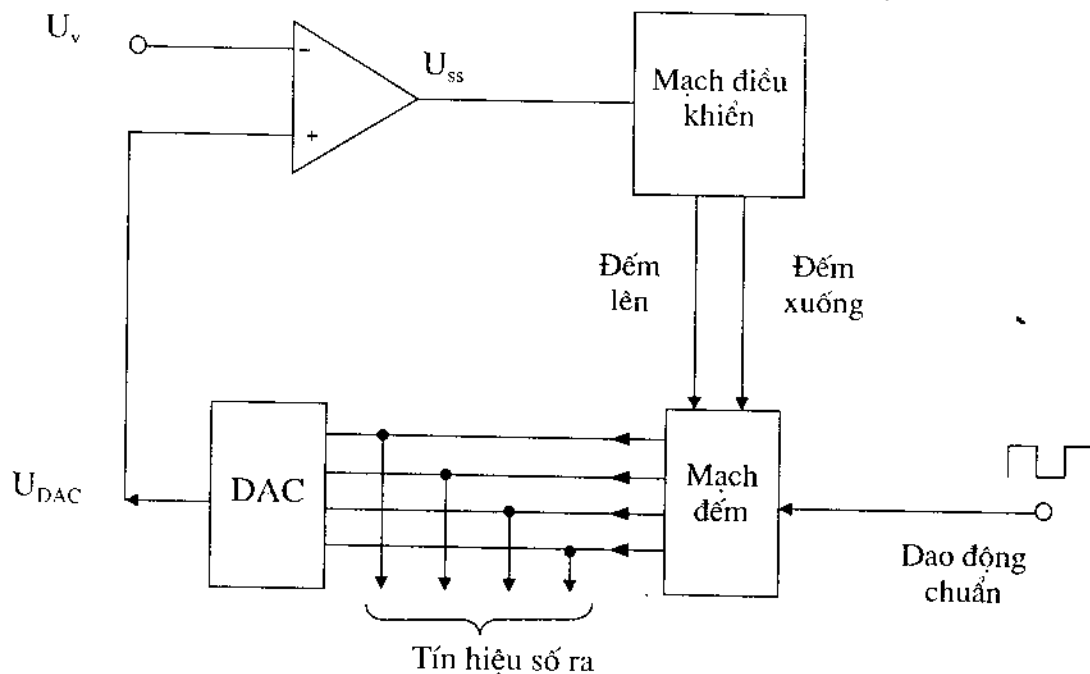 U_v
-
U_ss
Mạch điều
khiển
+
Đếm
lên
Đếm
xuống
U_DAC
DAC
Mạch
đếm
Dao động
chuẩn
Tín hiệu số ra